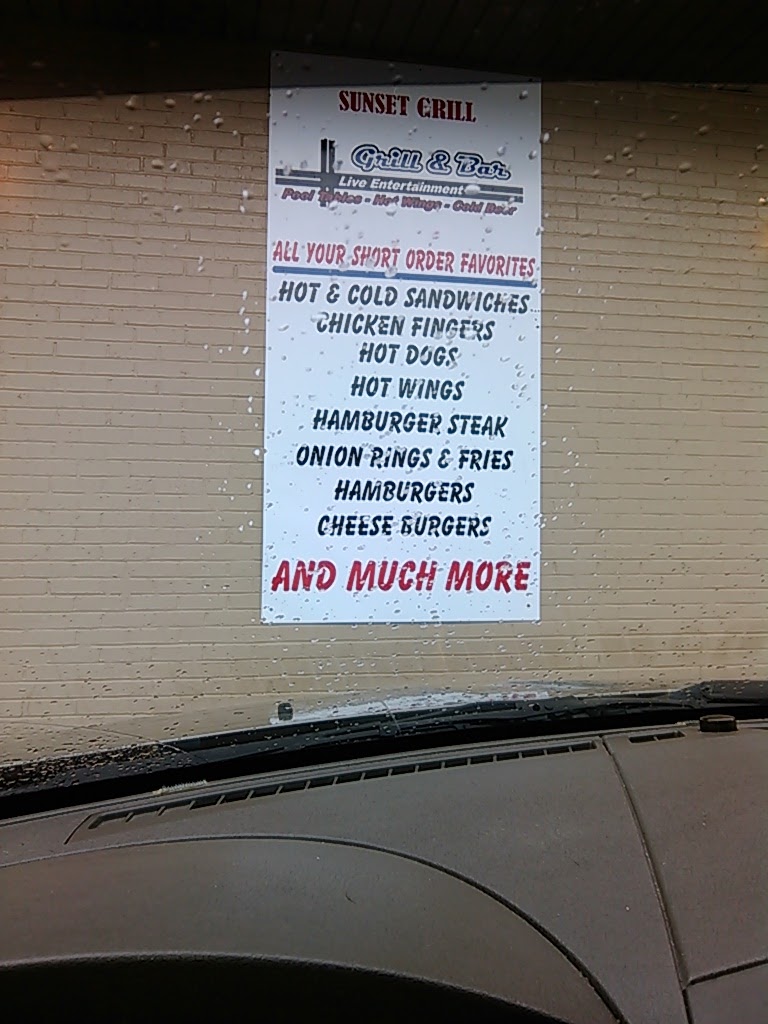 SUNSET GRILL
Grill & Bar
Live Entertainment
Pool Tables - Hot Wings - Cold Beer
ALL YOUR SHORT ORDER FAVORITES
HOT & COLD SANDWICHES
CHICKEN FINGERS
HOT DOGS
HOT WINGS
HAMBURGER STEAK
ONION RINGS & FRIES
HAMBURGERS
CHEESE BURGERS
AND MUCH MORE